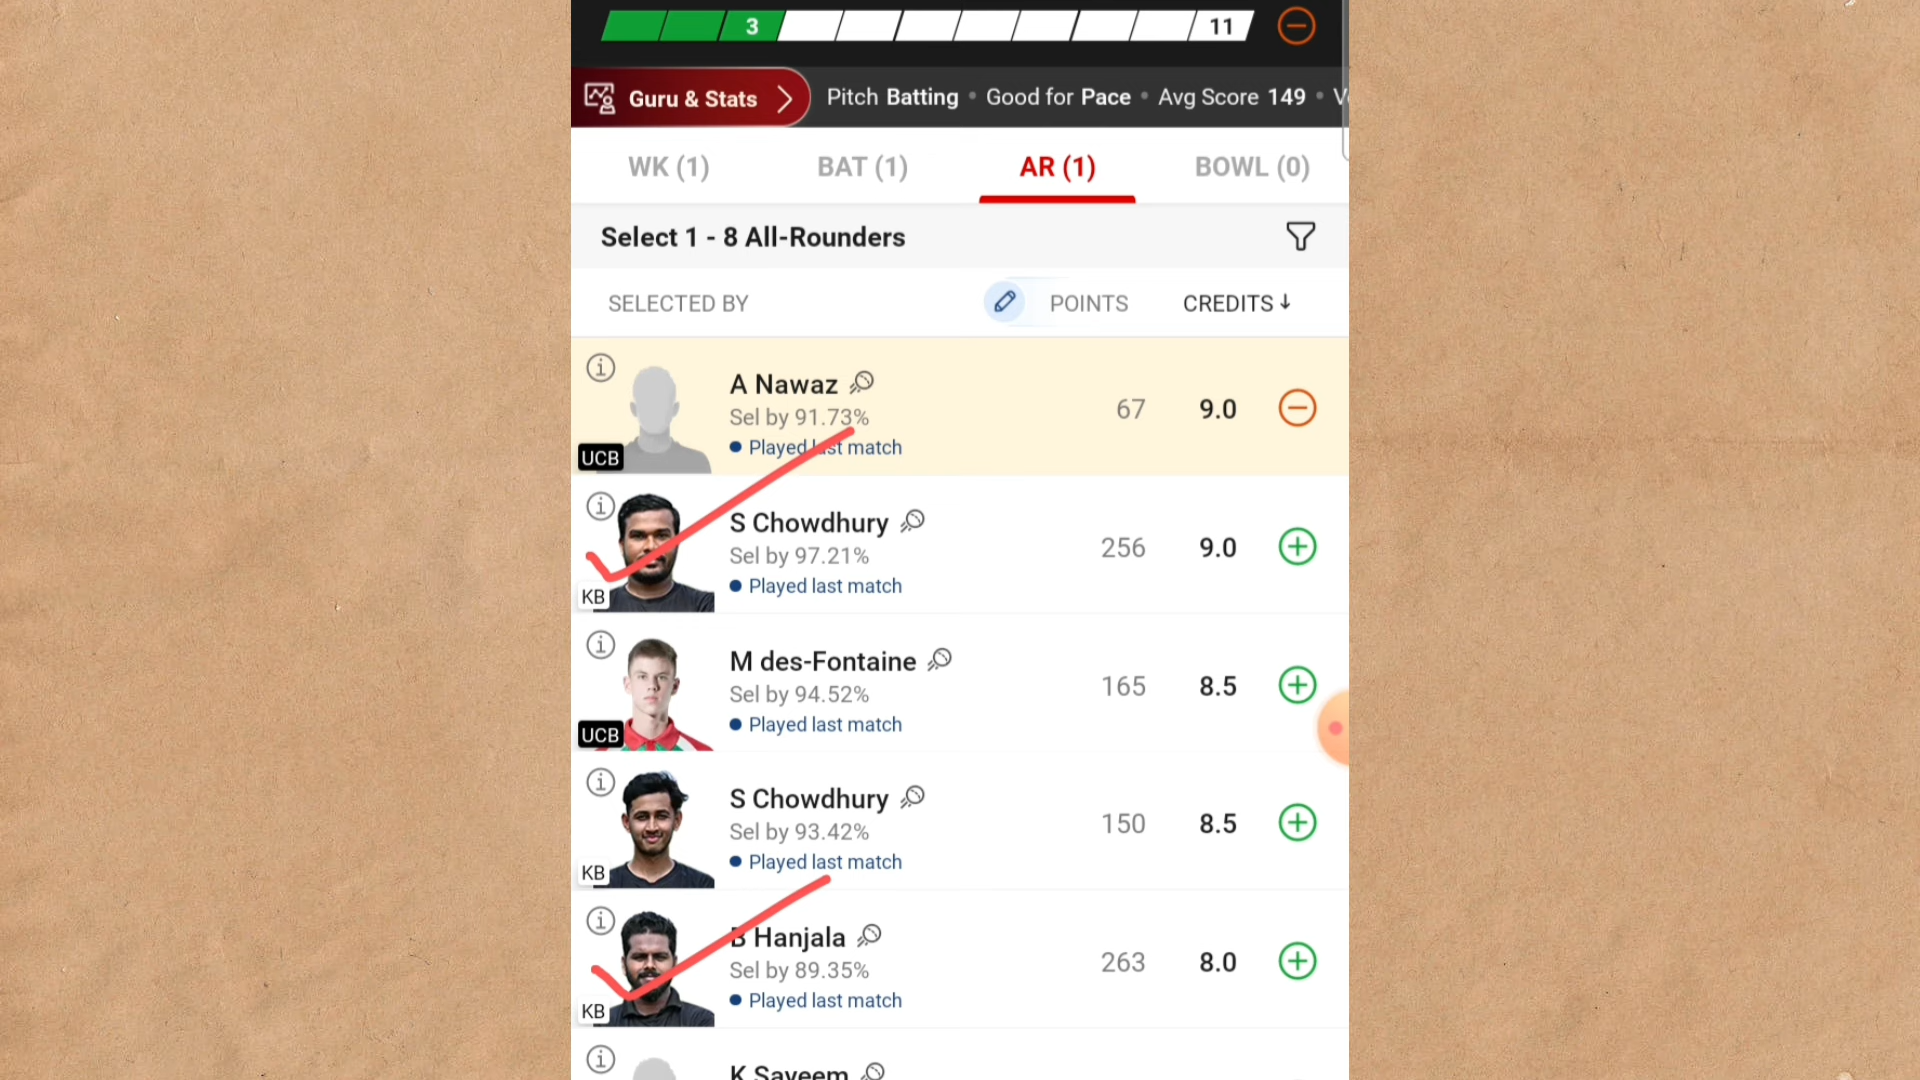 3 11
Guru & Stats Pitch Batting • Good for Pace • Avg Score 149 •
WK (1) BAT (1) AR (1) BOWL (0)
Select 1 - 8 All-Rounders
SELECTED BY POINTS CREDITS ↓
A Nawaz
Sel by 91.73% 67 9.0
Played last match
UCB
S Chowdhury
Sel by 97.21% 256 9.0
Played last match
KB
M des-Fontaine
Sel by 94.52% 165 8.5
Played last match
UCB
S Chowdhury
Sel by 93.42% 150 8.5
Played last match
KB
B Hanjala
Sel by 89.35% 263 8.0
Played last match
KB
K Sayeem